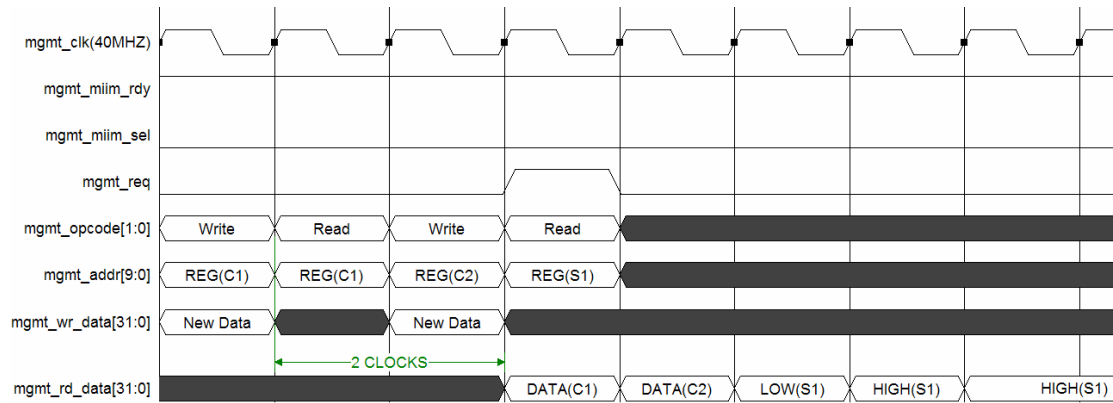 mgmt_clk(40MHZ)
mgmt_miim_rdy
mgmt_miim_sel
mgmt_req
mgmt_opcode[1:0] Write Read Write Read
mgmt_addr[9:0] REG(C1) REG(C1) REG(C2) REG(S1)
mgmt_wr_data[31:0] New Data New Data
2 CLOCKS
mgmt_rd_data[31:0] DATA(C1) DATA(C2) LOW(S1) HIGH(S1) HIGH(S1)